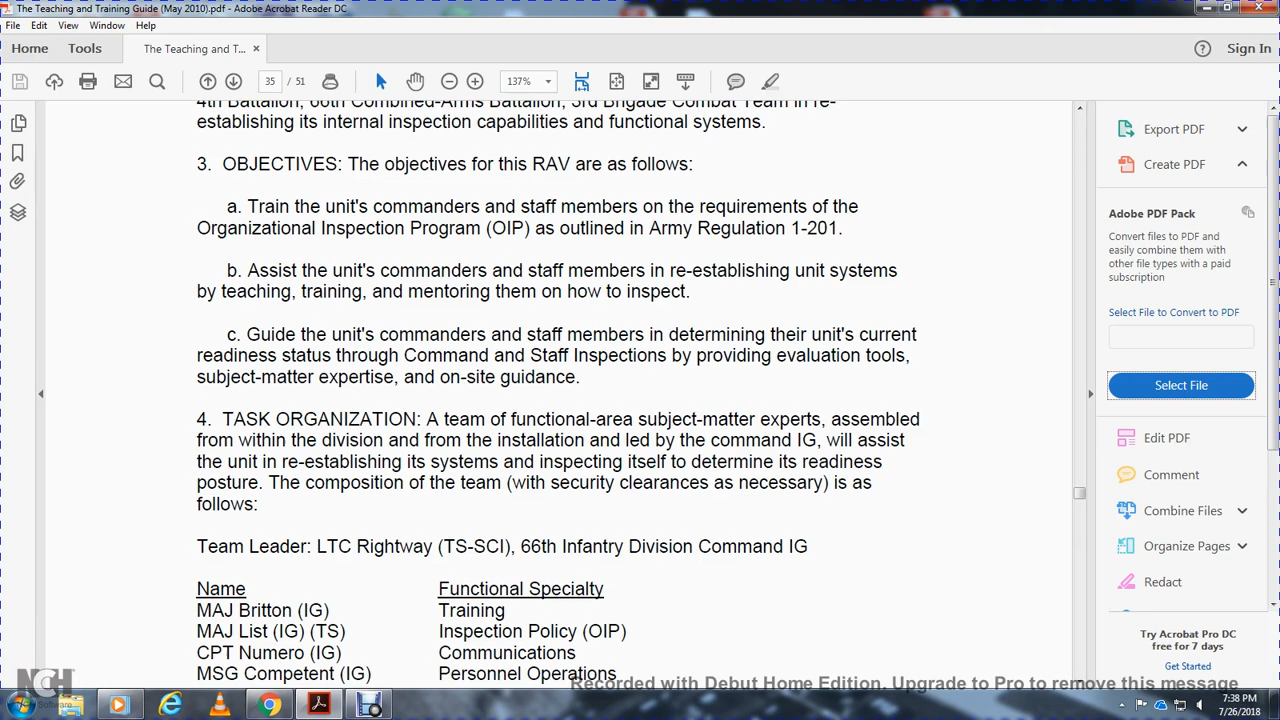 The Teaching and Training Guide (May 2010).pdf - Adobe Acrobat Reader DC
File Edit View Window Help
Home Tools The Teaching and T... × Sign In
35 / 51 137%
4th Battalion, 66th Combined-Arms Battalion, 3rd Brigade Combat Team in re-
establishing its internal inspection capabilities and functional systems.
3. OBJECTIVES: The objectives for this RAV are as follows:
a. Train the unit's commanders and staff members on the requirements of the
Organizational Inspection Program (OIP) as outlined in Army Regulation 1-201.
b. Assist the unit's commanders and staff members in re-establishing unit systems
by teaching, training, and mentoring them on how to inspect.
c. Guide the unit's commanders and staff members in determining their unit's current
readiness status through Command and Staff Inspections by providing evaluation tools,
subject-matter expertise, and on-site guidance.
4. TASK ORGANIZATION: A team of functional-area subject-matter experts, assembled
from within the division and from the installation and led by the command IG, will assist
the unit in re-establishing its systems and inspecting itself to determine its readiness
posture. The composition of the team (with security clearances as necessary) is as
follows:
Team Leader: LTC Rightway (TS-SCI), 66th Infantry Division Command IG
Name Functional Specialty
MAJ Britton (IG) Training
MAJ List (IG) (TS) Inspection Policy (OIP)
CPT Numero (IG) Communications
MSG Competent (IG) Personnel Operations
Export PDF
Create PDF
Adobe PDF Pack
Convert files to PDF and
easily combine them with
other file types with a paid
subscription
Select File to Convert to PDF
Select File
Edit PDF
Comment
Combine Files
Organize Pages
Redact
Try Acrobat Pro DC
free for 7 days
Get Started
NCH
Software
Recorded with Debut Home Edition. Upgrade to Pro to remove this message
7:38 PM
7/26/2018